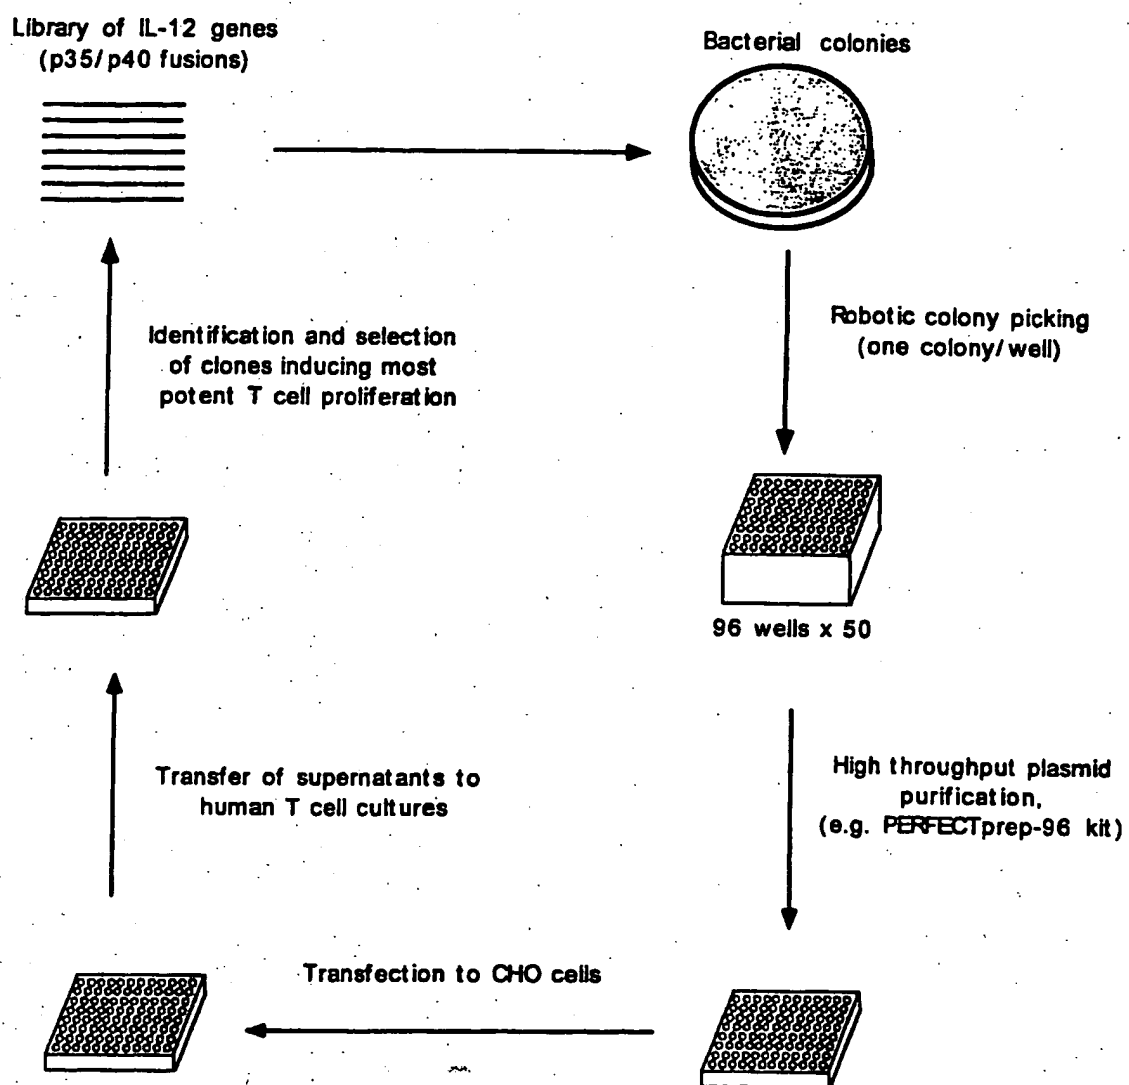 Library of IL-12 genes
(p35/p40 fusions)
Bacterial colonies
Robotic colony picking
(one colony/well)
Identification and selection
of clones inducing most
potent T cell proliferation
96 wells x 50
High throughput plasmid
purification,
(e.g. PERFECTprep-96 kit)
Transfer of supernatants to
human T cell cultures
Transfection to CHO cells